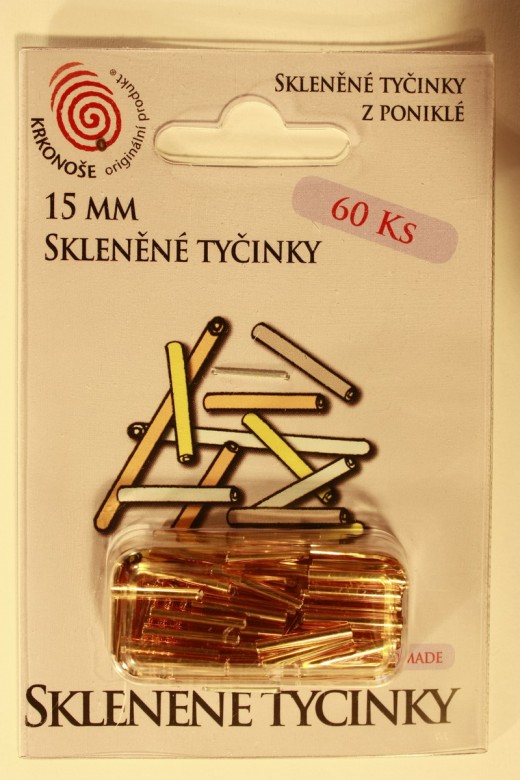 SKLENĚNÉ TYČINKY
Z PONIKLÉ
KRKONOŠE originální produkt®
15 MM
SKLENĚNÉ TYČINKY
60 KS
MADE
SKLENENE TYCINKY